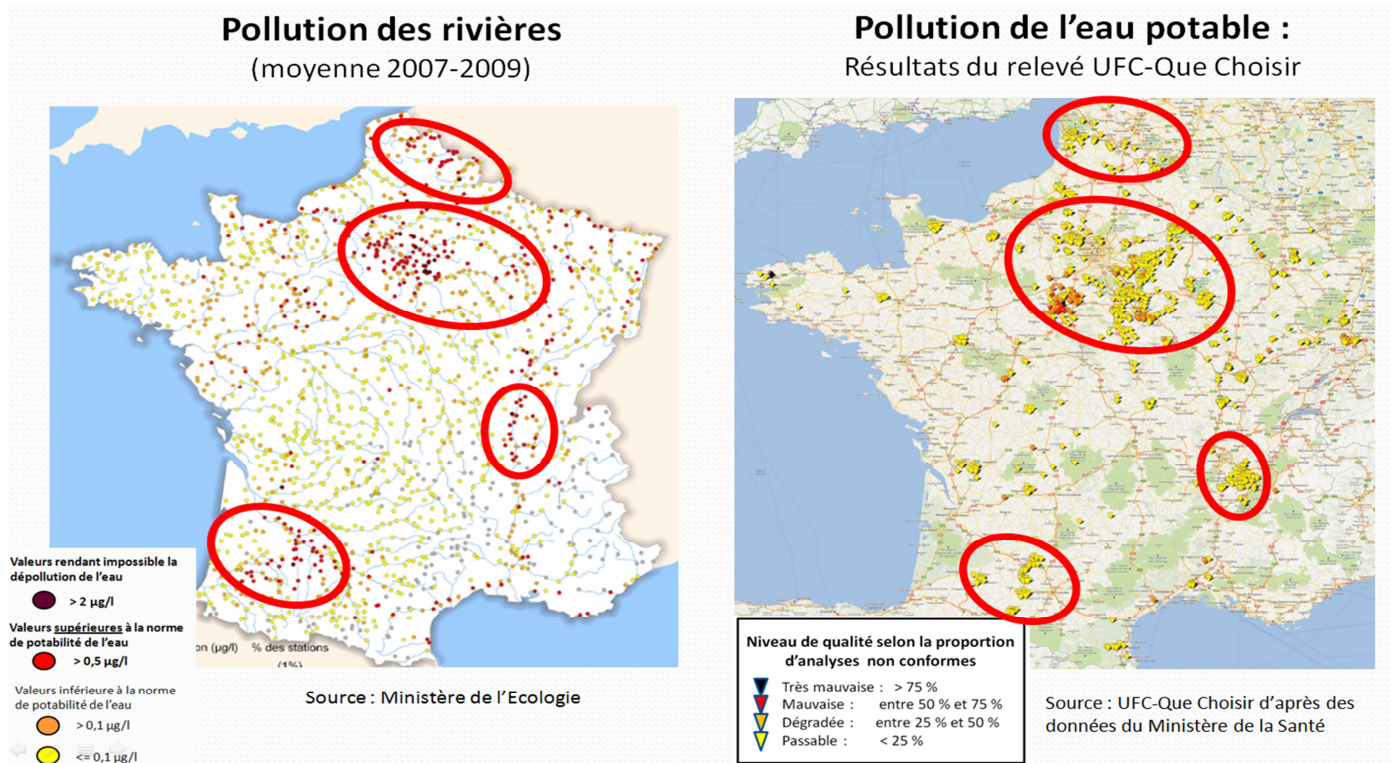 Pollution des rivières
(moyenne 2007-2009)
Valeurs rendant impossible la
dépollution de l'eau
> 2 µg/l
Valeurs supérieures à la norme
de potabilité de l'eau
> 0,5 µg/l
Valeurs inférieure à la norme
de potabilité de l'eau
> 0,1 µg/l
<= 0,1 µg/l
on (µg/l) % des stations
(1%)
Source : Ministère de l'Ecologie
Pollution de l'eau potable :
Résultats du relevé UFC-Que Choisir
Niveau de qualité selon la proportion
d'analyses non conformes
Très mauvaise : > 75 %
Mauvaise : entre 50 % et 75 %
Dégradée : entre 25 % et 50 %
Passable : < 25 %
Source : UFC-Que Choisir d'après des
données du Ministère de la Santé